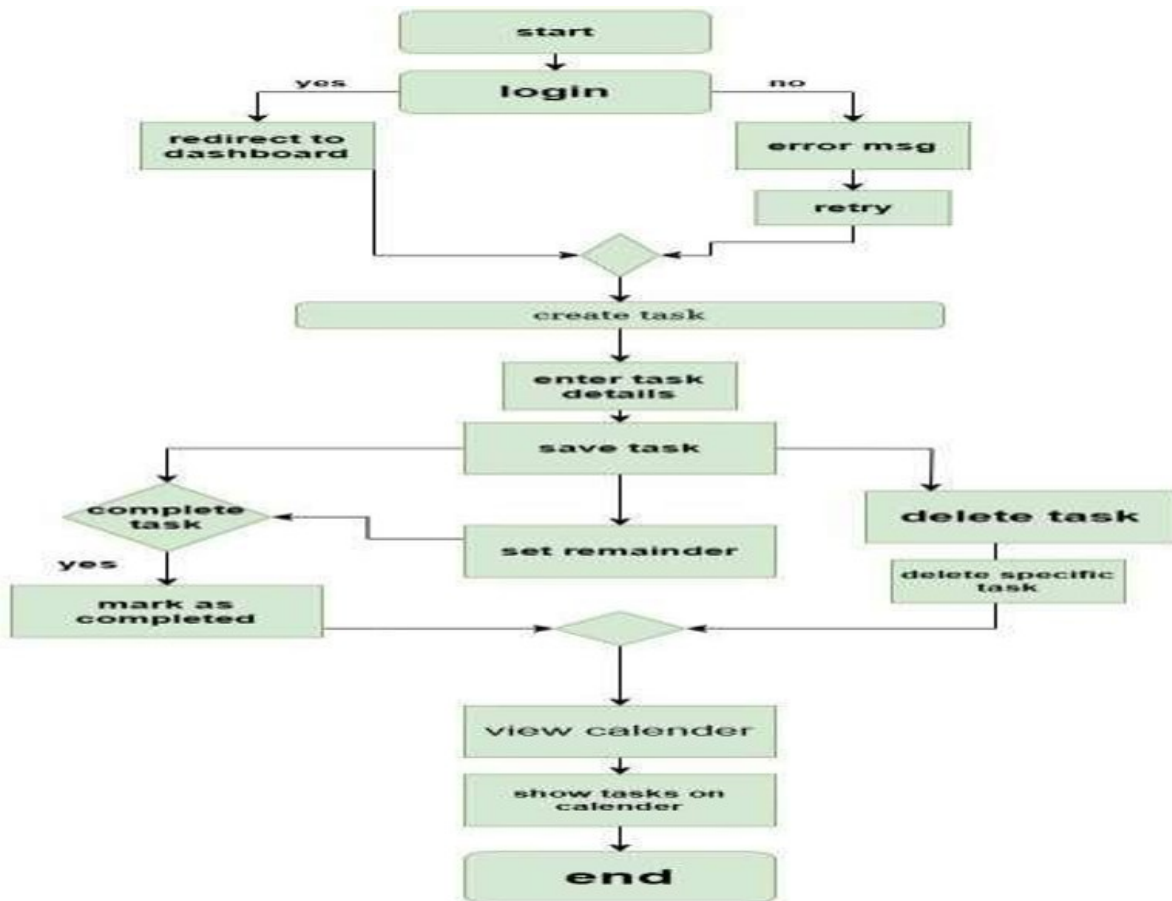 start
yes
login
no
redirect to
dashboard
error msg
retry
create task
enter task
details
save task
complete
task
delete task
set remainder
yes
delete specific
task
mark as
completed
view calender
show tasks on
calender
end